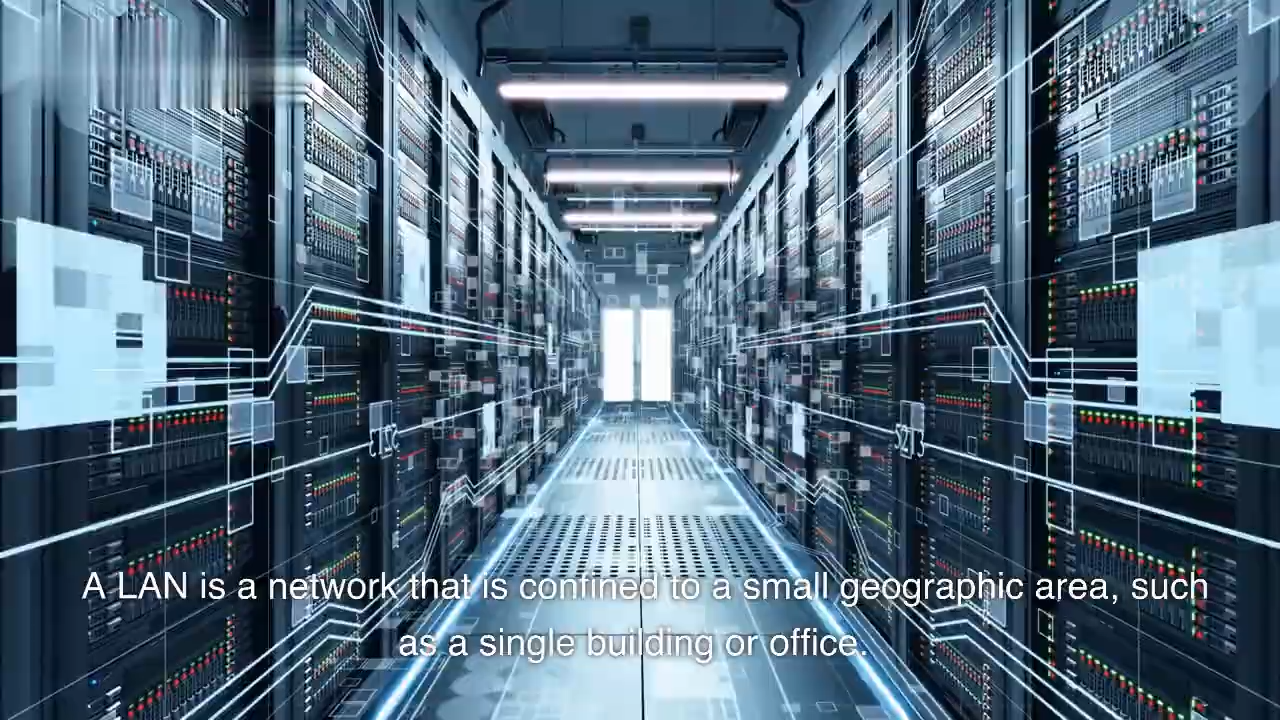 A LAN is a network that is confined to a small geographic area, such
as a single building or office.